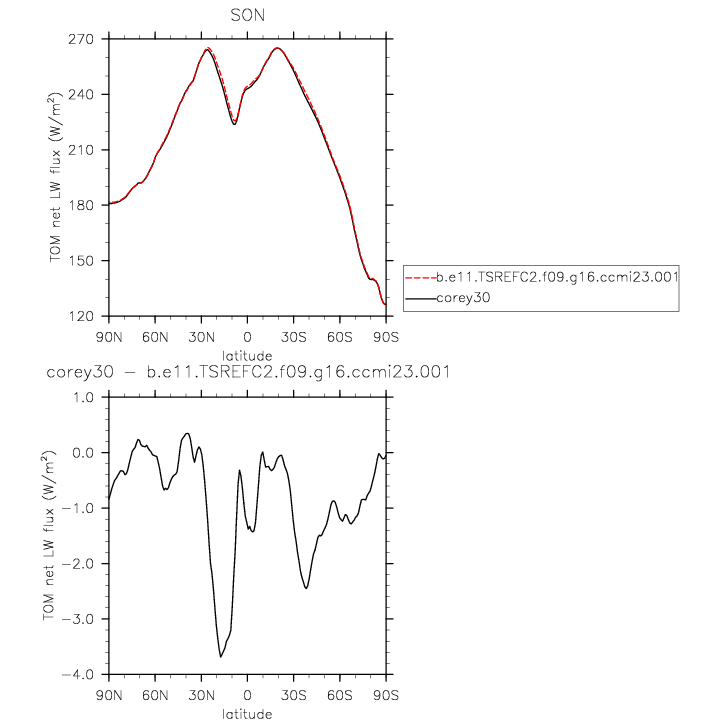 SON
270
240
210
180
150
120
TOM net LW flux (W/m²)
90N 60N 30N 0 30S 60S 90S
latitude
b.e11.TSREFC2.f09.g16.ccmi23.001
corey30
corey30 − b.e11.TSREFC2.f09.g16.ccmi23.001
1.0
0.0
−1.0
−2.0
−3.0
−4.0
TOM net LW flux (W/m²)
90N 60N 30N 0 30S 60S 90S
latitude